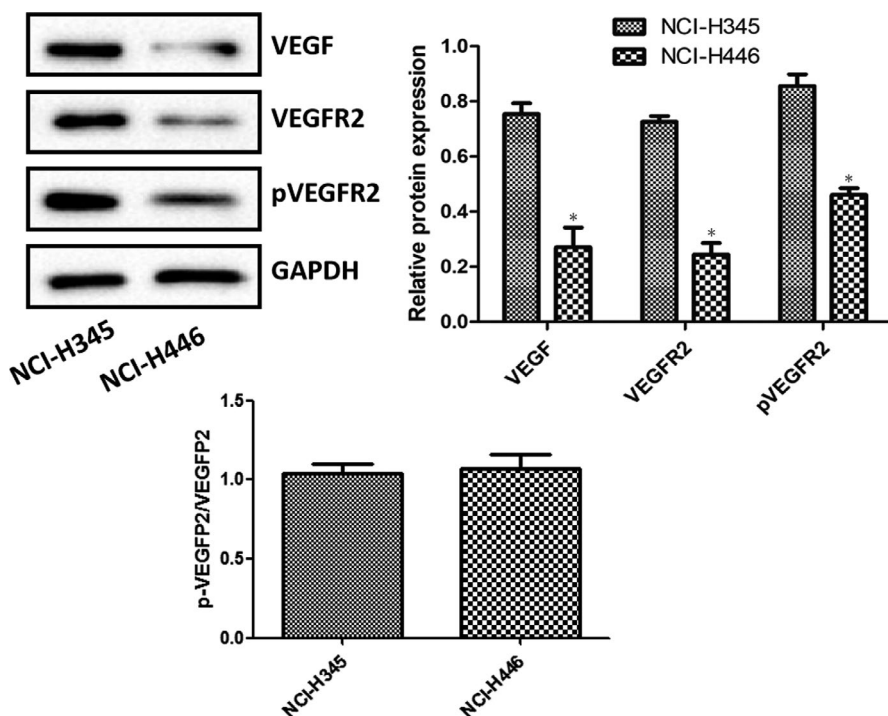 VEGF
VEGFR2
pVEGFR2
GAPDH
NCI-H345
NCI-H446
NCI-H345
NCI-H446
Relative protein expression
1.0
0.8
0.6
0.4
0.2
0.0
*
*
*
VEGF
VEGFR2
pVEGFR2
p-VEGFP2/VEGFP2
1.5
1.0
0.5
0.0
NCI-H345
NCI-H446